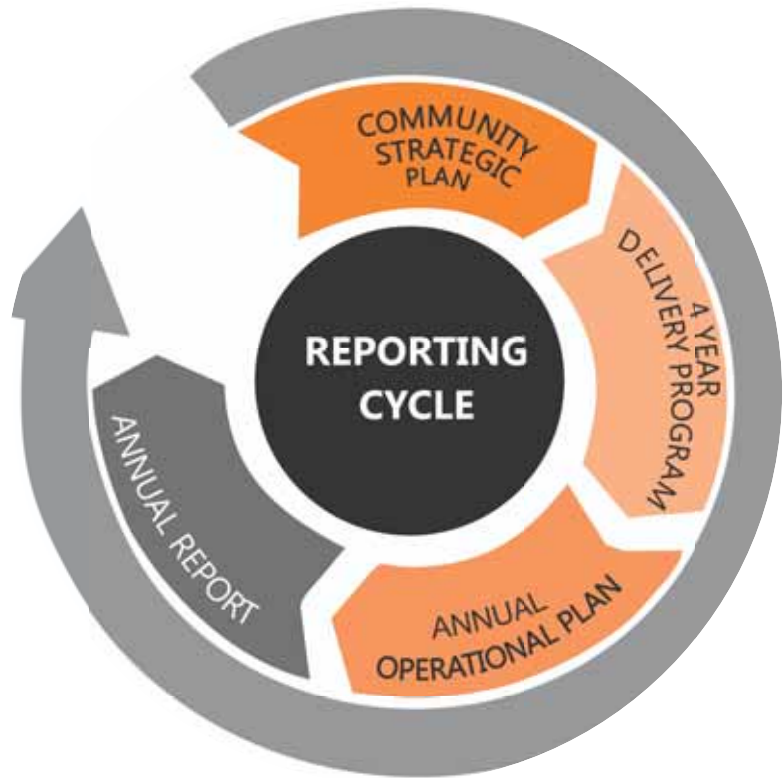 REPORTING
CYCLE
COMMUNITY
STRATEGIC
PLAN
4 YEAR
DELIVERY PROGRAM
ANNUAL
OPERATIONAL PLAN
ANNUAL REPORT